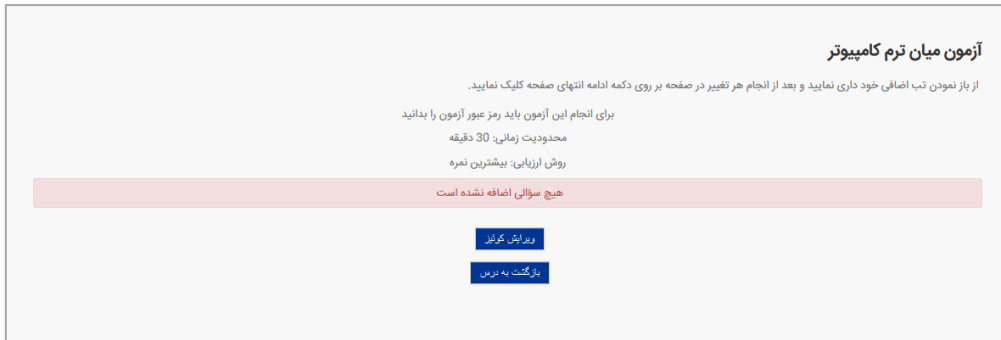 آزمون میان ترم کامپیوتر
از باز نمودن تب اضافی خود داری نمایید و بعد از انجام هر تغییر در صفحه بر روی دکمه ادامه انتهای صفحه کلیک نمایید.
برای انجام این آزمون باید رمز عبور آزمون را بدانید
محدودیت زمانی: 30 دقیقه
روش ارزیابی: بیشترین نمره
هیچ سؤالی اضافه نشده است
ویرایش کوئیز
بازگشت به درس